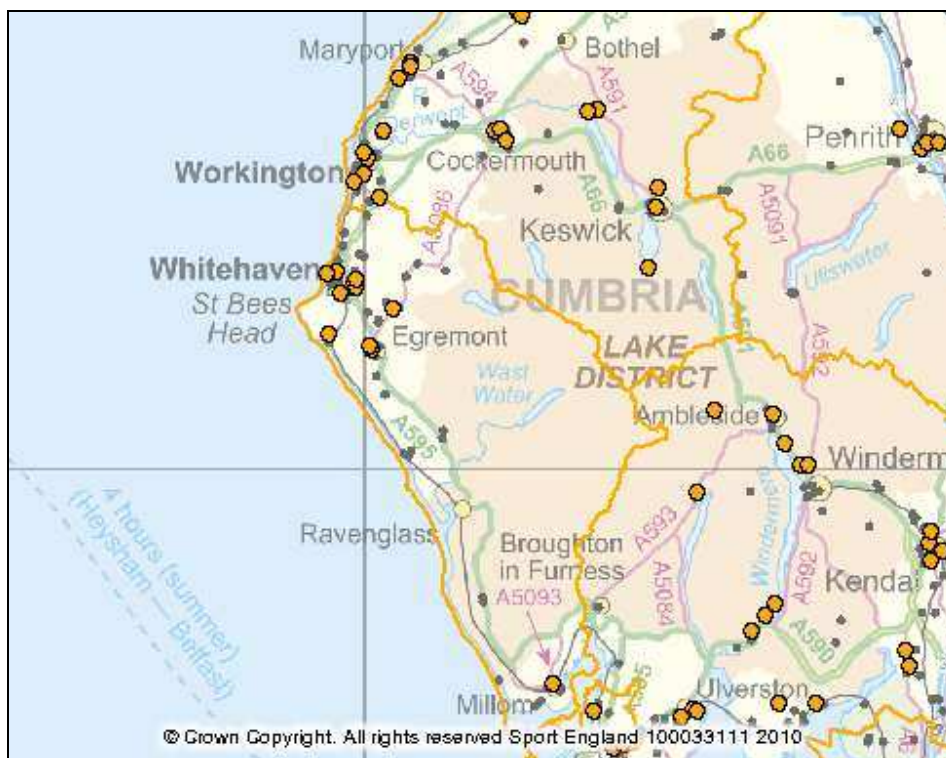 Maryport
Bothel
A594
A591
R
Derwent
Penrith
Cockermouth
A66
A66
Workington
A5086
A5091
Keswick
Ullswater
Whitehaven
St Bees
Head
CUMBRIA
Egremont
A591
A592
LAKE
DISTRICT
Wast
Water
Ambleside
A595
Winderm
4 hours (summer)
(Heysham — Belfast)
Ravenglass
A593
Broughton
in Furness
A5093
A5084
A592
Kendal
A590
Millom
Ulverston
© Crown Copyright. All rights reserved Sport England 100033111 2010